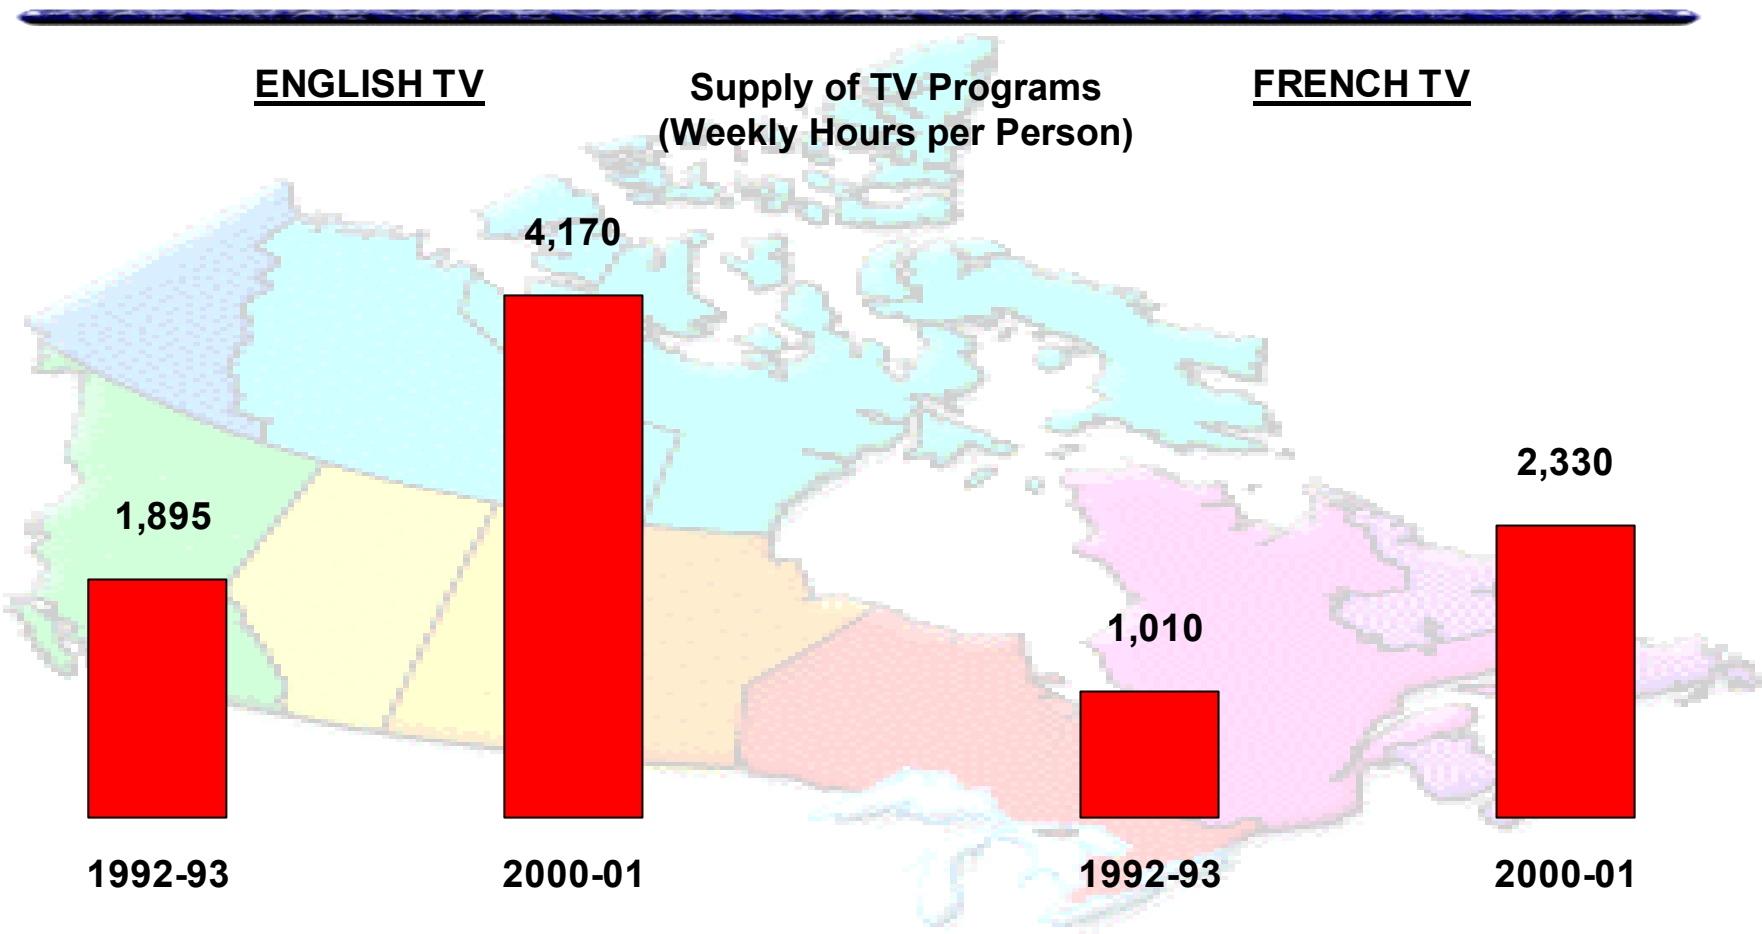 ENGLISH TV
Supply of TV Programs
(Weekly Hours per Person)
FRENCH TV
4,170
2,330
1,895
1,010
1992-93
2000-01
1992-93
2000-01